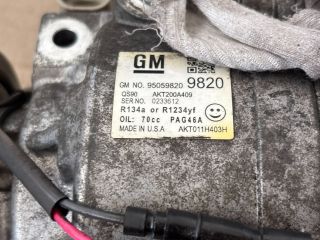 GM
GM NO. 95059820 9820
QS90 AKT200A409
SER NO. 0233612
R134a or R1234yf
OIL: 70cc PAG46A
MADE IN U.S.A AKT011H403H